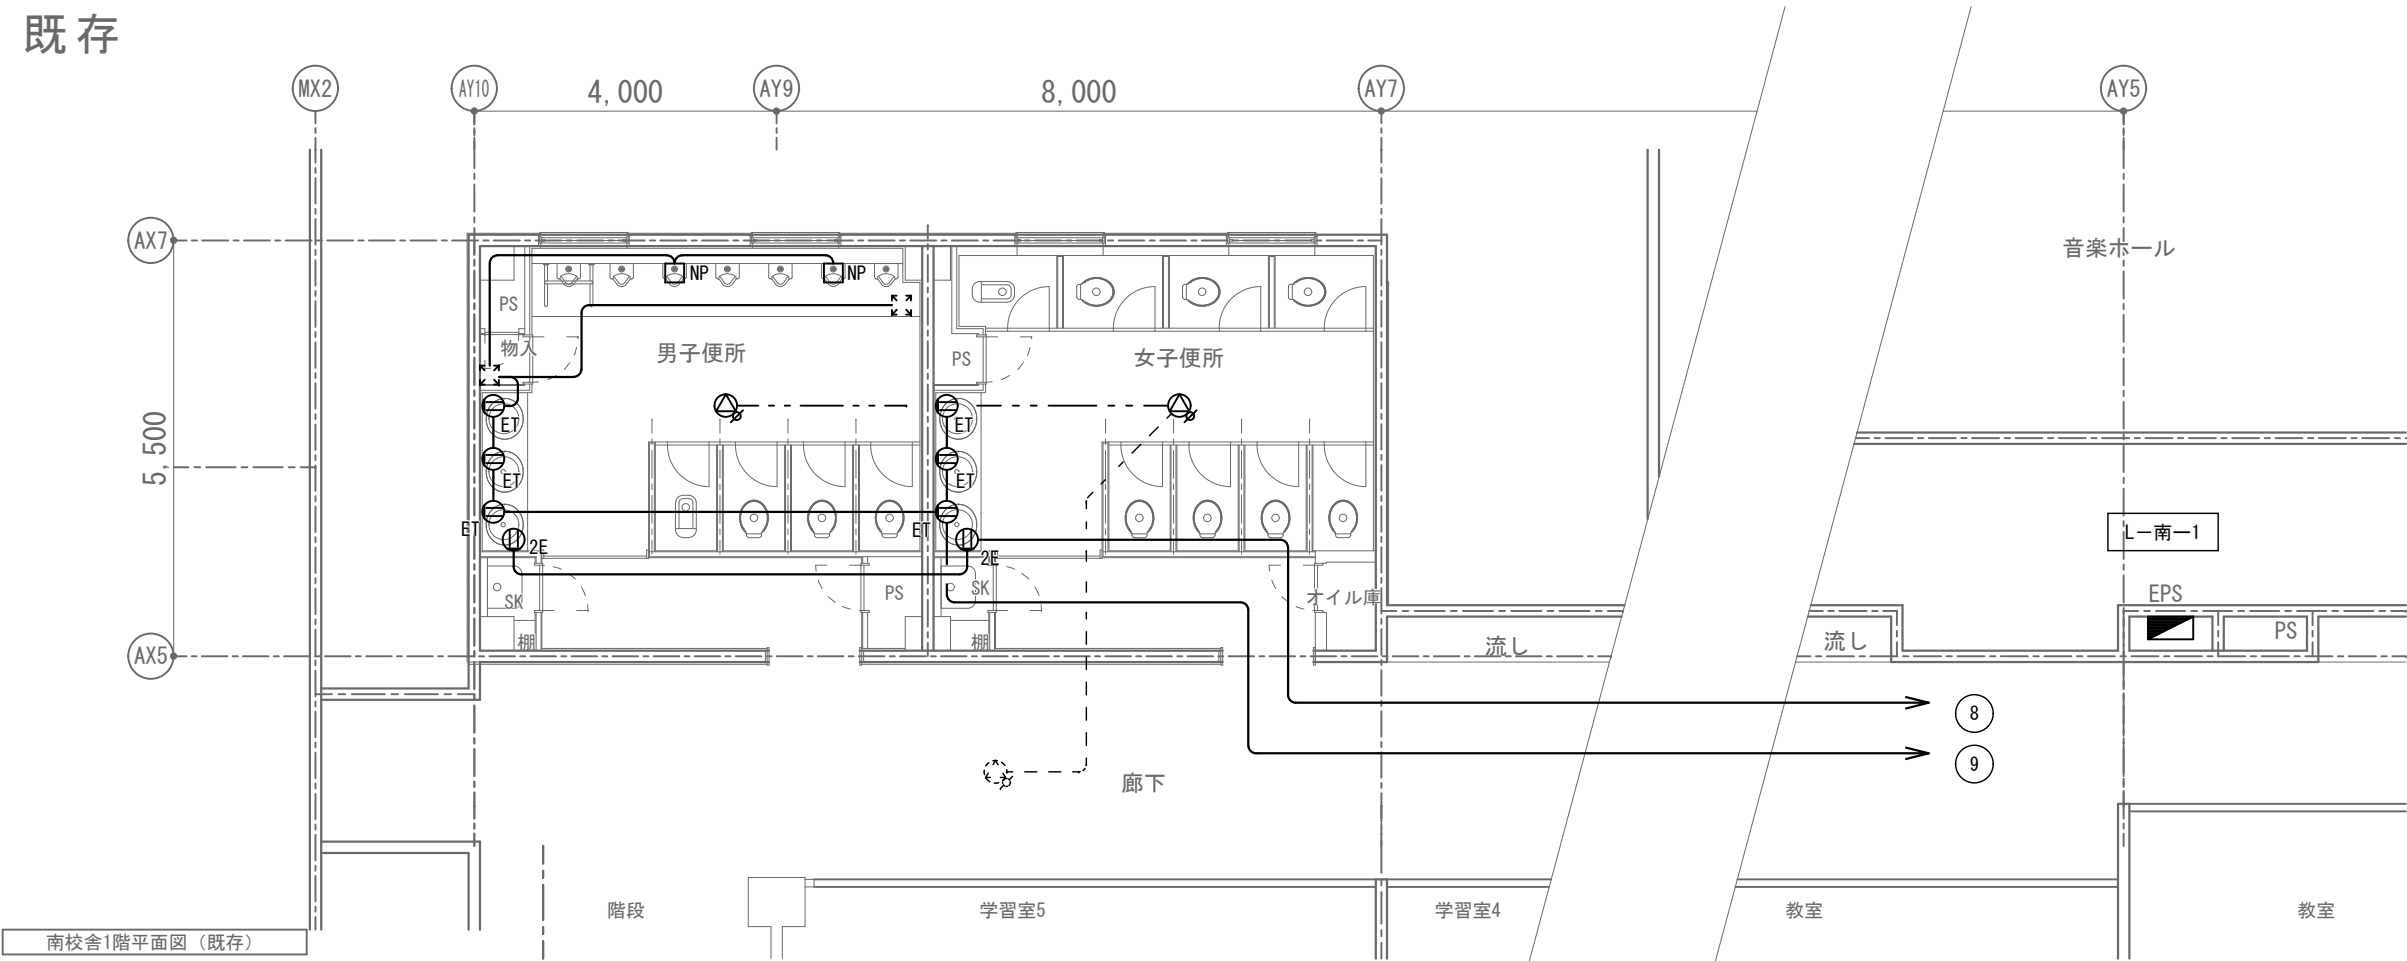 既存
MX2
AY10
4,000
AY9
8,000
AY7
AY5
AX7
音楽ホール
NP
NP
PS
物入
男子便所
PS
女子便所
ET
ET
5,500
ET
ET
ET
ET
2E
2E
L-南-1
SK
PS
SK
オイル庫
EPS
棚
棚
流し
流し
PS
AX5
8
9
廊下
階段
学習室5
学習室4
教室
教室
南校舎1階平面図（既存）